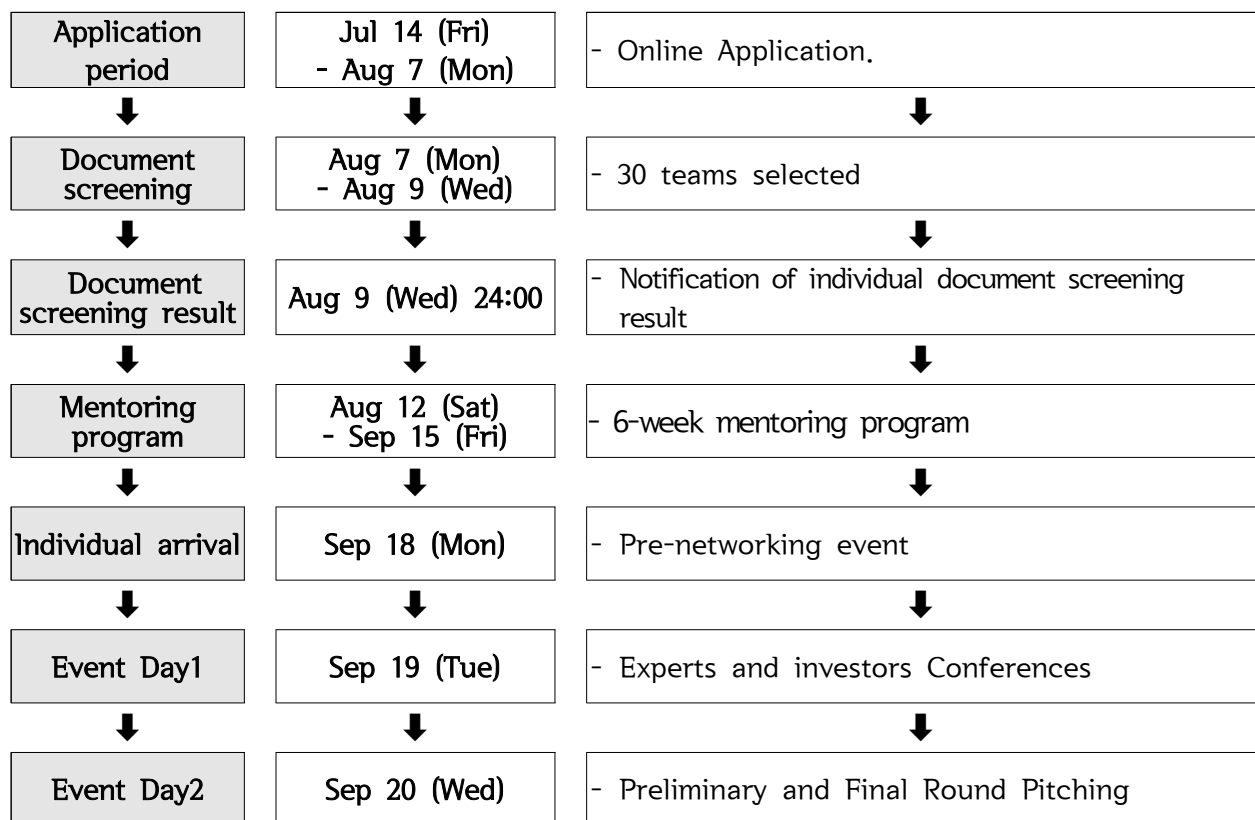 Application
period
Jul 14 (Fri)
- Aug 7 (Mon)
- Online Application.
Document
screening
Aug 7 (Mon)
- Aug 9 (Wed)
- 30 teams selected
Document
screening result
Aug 9 (Wed) 24:00
- Notification of individual document screening
result
Mentoring
program
Aug 12 (Sat)
- Sep 15 (Fri)
- 6-week mentoring program
Individual arrival
Sep 18 (Mon)
- Pre-networking event
Event Day1
Sep 19 (Tue)
- Experts and investors Conferences
Event Day2
Sep 20 (Wed)
- Preliminary and Final Round Pitching